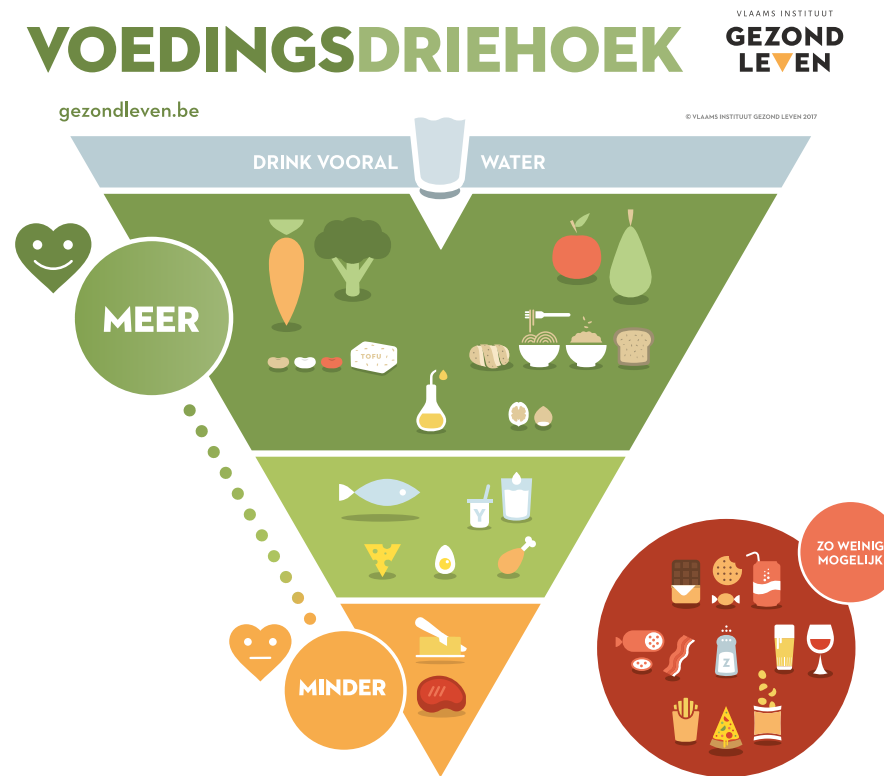 VOEDINGSDRIEHOEK
VLAAMS INSTITUUT
GEZOND
LEVEN
gezondleven.be
© VLAAMS INSTITUUT GEZOND LEVEN 2017
DRINK VOORAL WATER
MEER
TOFU
Y
ZO WEINIG
MOGELIJK
MINDER
Z